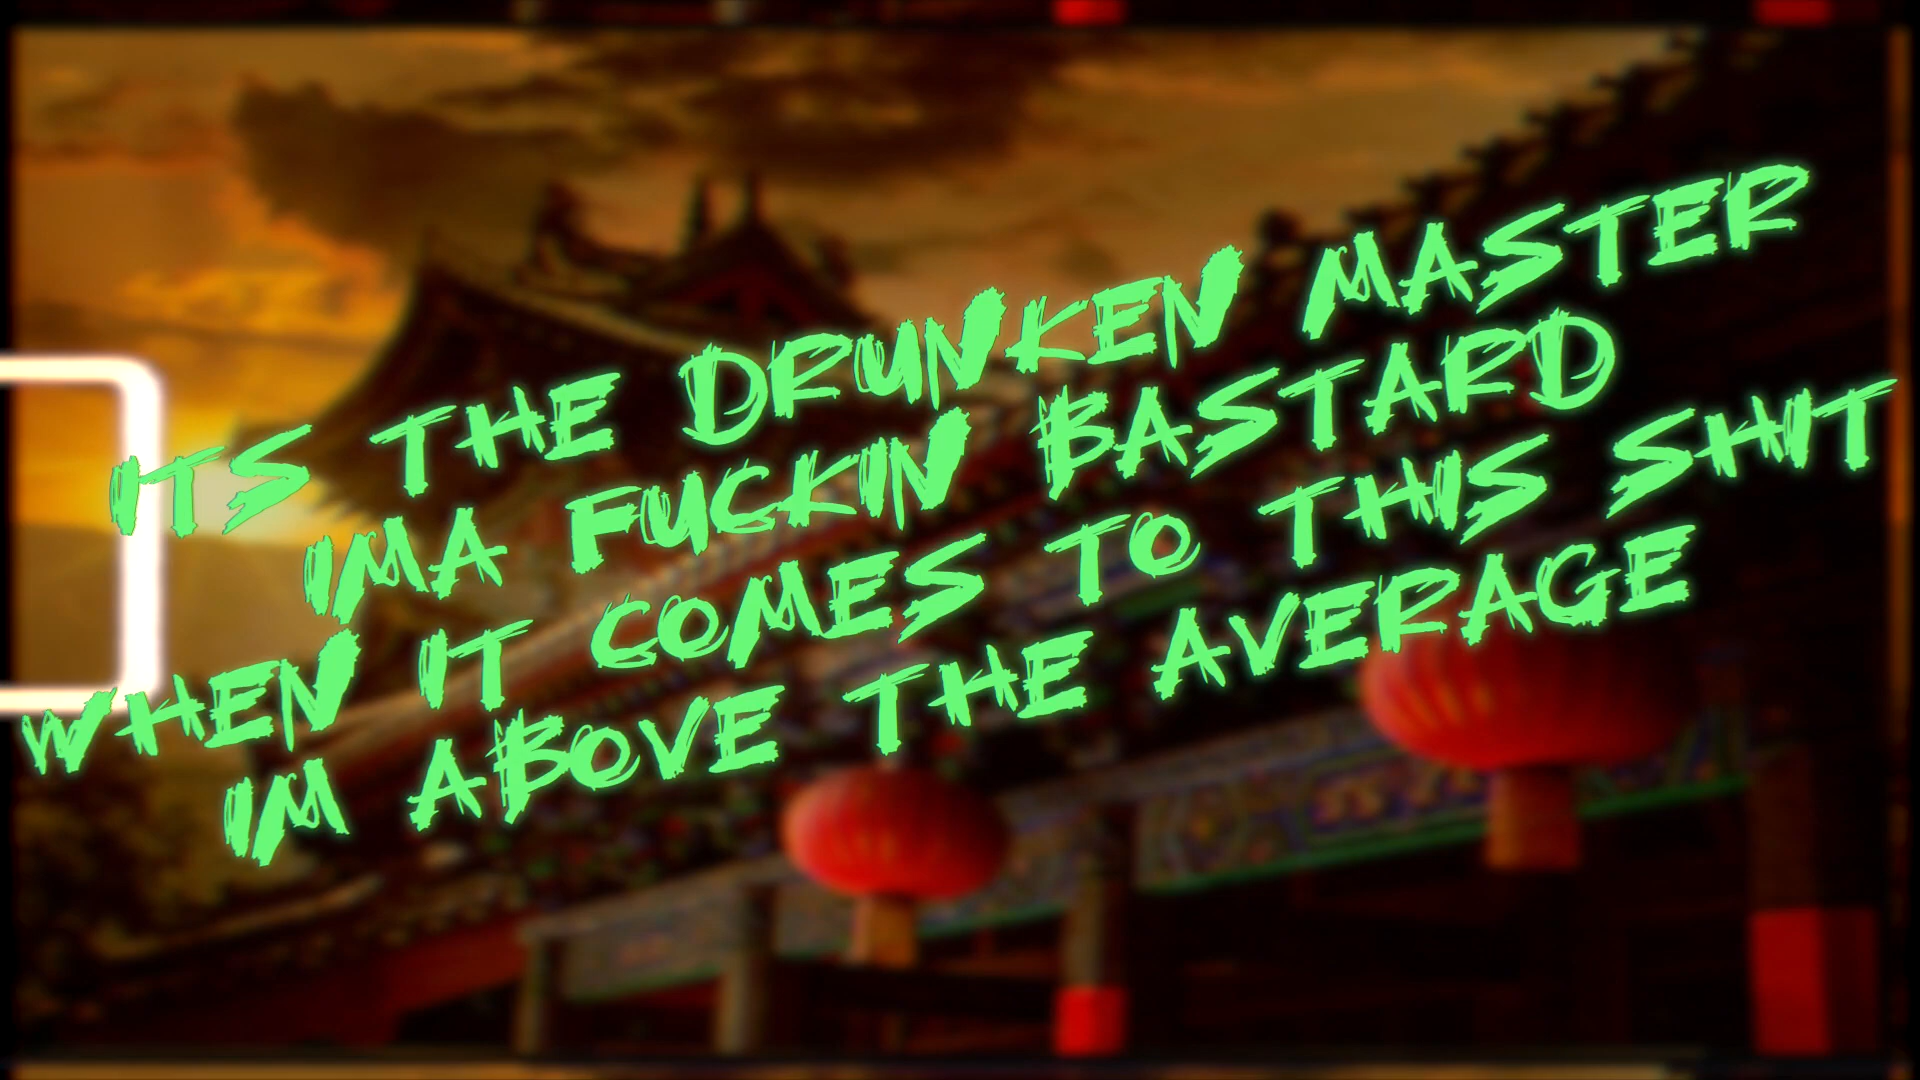 ITS THE DRUNKEN MASTER
IMA FUCKIN BASTARD
WHEN IT COMES TO THIS SHIT
IM ABOVE THE AVERAGE